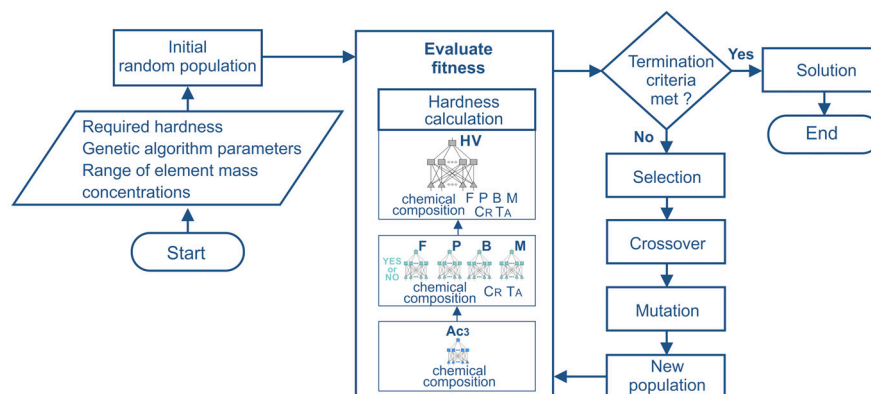 Start
Required hardness
Genetic algorithm parameters
Range of element mass
concentrations
Initial
random population
Evaluate
fitness
Hardness
calculation
HV
chemical F P B M
composition CR TA
F P B M
YES
or
NO
chemical
composition CR TA
Ac3
chemical
composition
Termination
criteria
met ?
Yes
Solution
End
No
Selection
Crossover
Mutation
New
population